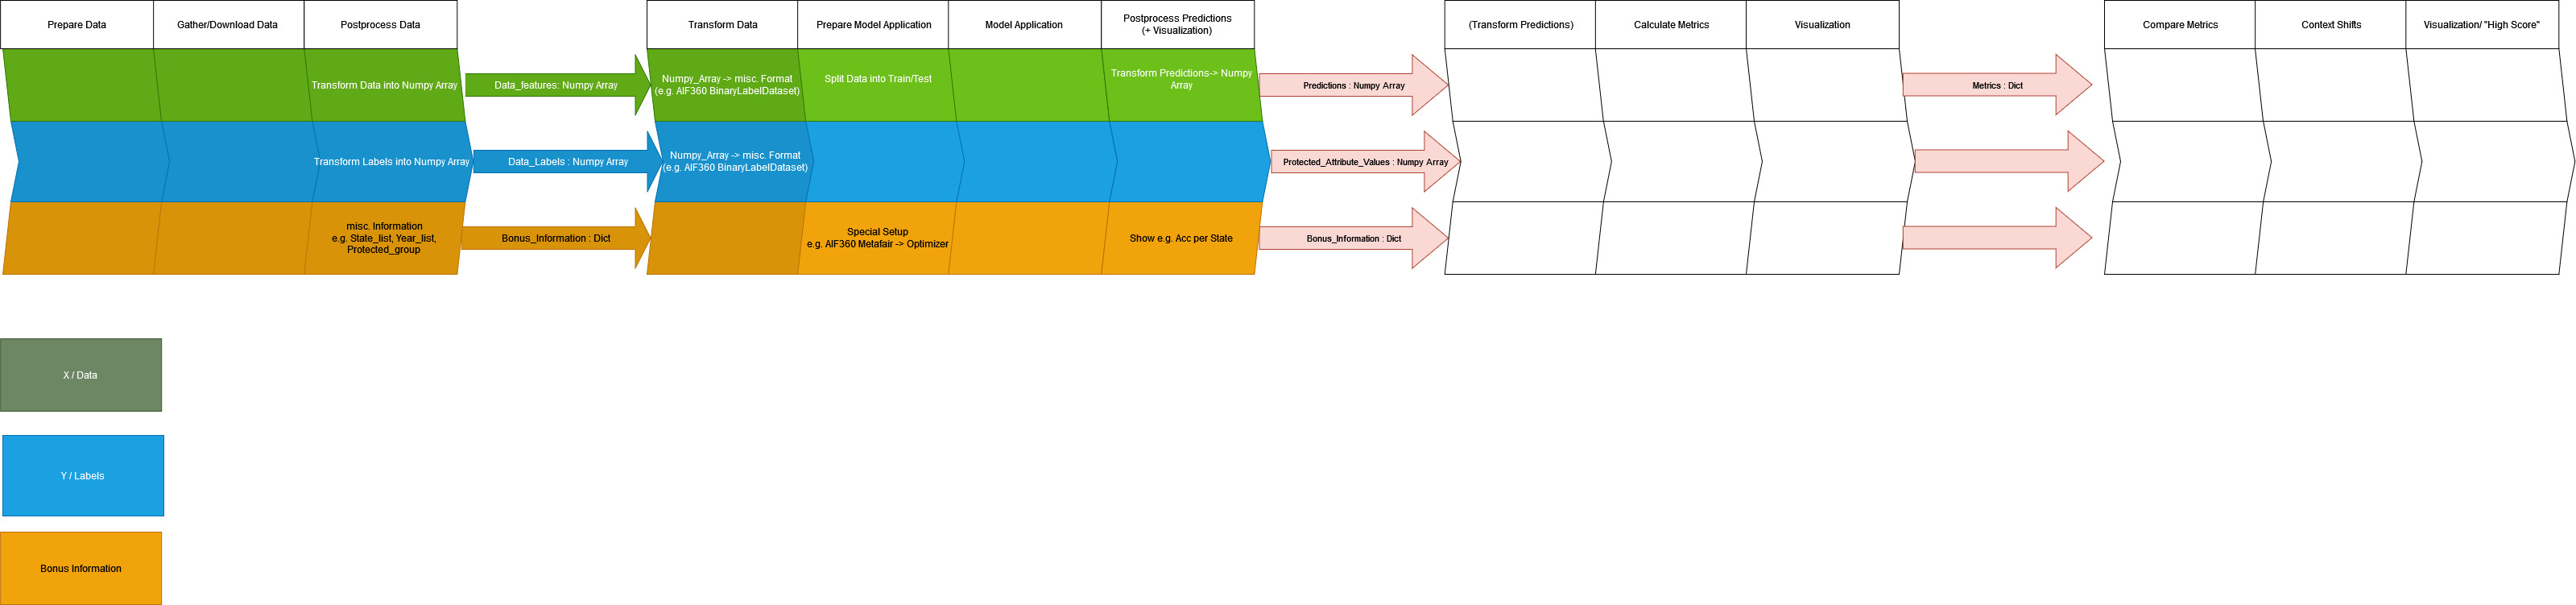 Prepare Data
Gather/Download Data
Postprocess Data
Transform Data
Prepare Model Application
Model Application
Postprocess Predictions
(+ Visualization)
(Transform Predictions)
Calculate Metrics
Visualization
Compare Metrics
Context Shifts
Visualization/ "High Score"
Transform Data into Numpy Array
Data_features: Numpy Array
Numpy_Array -> misc. Format
(e.g. AIF360 BinaryLabelDataset)
Split Data into Train/Test
Transform Predictions-> Numpy
Array
Predictions : Numpy Array
Metrics : Dict
Transform Labels into Numpy Array
Data_Labels : Numpy Array
Numpy_Array -> misc. Format
(e.g. AIF360 BinaryLabelDataset)
Protected_Attribute_Values : Numpy Array
misc. Information
e.g. State_list, Year_list,
Protected_group
Bonus_Information : Dict
Special Setup
e.g. AIF360 Metafair -> Optimizer
Show e.g. Acc per State
Bonus_Information : Dict
X / Data
Y / Labels
Bonus Information